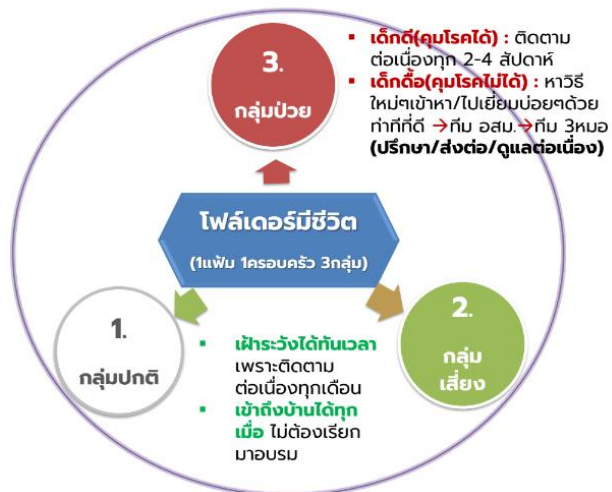 3.
กลุ่มป่วย
▪ เด็กดี(คุมโรคได้) : ติดตาม
ต่อเนื่องทุก 2-4 สัปดาห์
▪ เด็กดื้อ(คุมโรคไม่ได้) : หาวิธี
ใหม่ๆเข้าหา/ไปเยี่ยมบ่อยๆด้วย
ท่าทีที่ดี →ทีม อสม.→ทีม 3หมอ
(ปรึกษา/ส่งต่อ/ดูแลต่อเนื่อง)
โฟล์เดอร์มีชีวิต
(1แฟ้ม 1ครอบครัว 3กลุ่ม)
1.
กลุ่มปกติ
▪ เฝ้าระวังได้ทันเวลา
เพราะติดตาม
ต่อเนื่องทุกเดือน
▪ เข้าถึงบ้านได้ทุก
เมื่อ ไม่ต้องเรียก
มาอบรม
2.
กลุ่ม
เสี่ยง